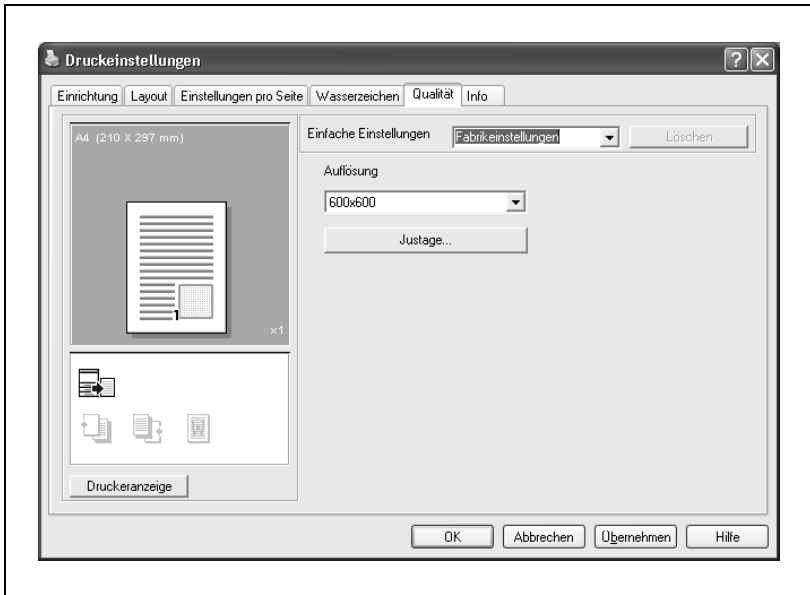 Druckeinstellungen
Einrichtung Layout Einstellungen pro Seite Wasserzeichen Qualität Info
A4 (210 X 297 mm)
Einfache Einstellungen Fabrikeinstellungen Löschen
Auflösung
600x600
Justage...
1
x1
Druckeranzeige
OK Abbrechen Übernehmen Hilfe